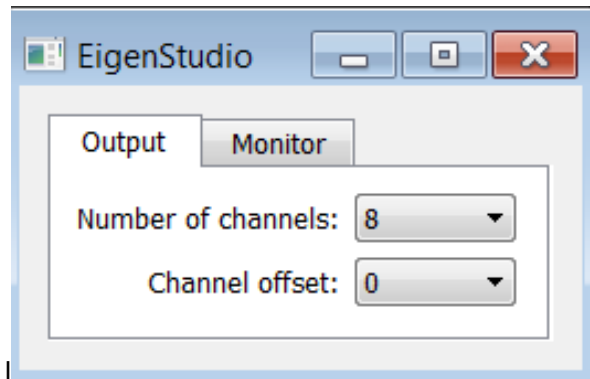 EigenStudio
Output Monitor
Number of channels: 8
Channel offset: 0